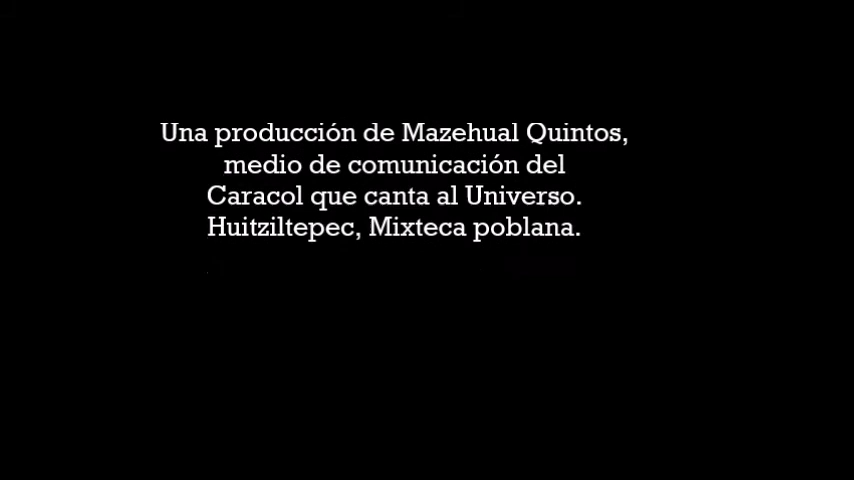 Una producción de Mazehual Quintos,
medio de comunicación del
Caracol que canta al Universo.
Huitziltepec, Mixteca poblana.